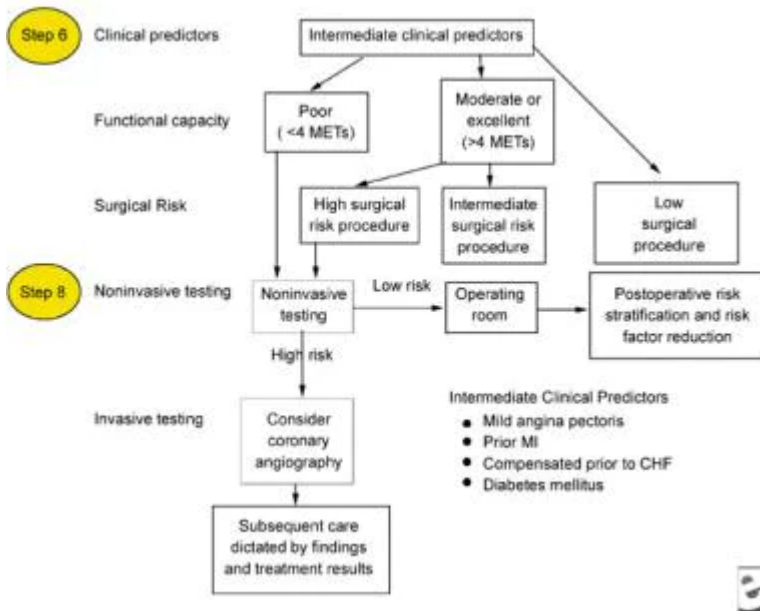 Step 6
Clinical predictors
Intermediate clinical predictors
Functional capacity
Poor
( <4 METs)
Moderate or
excellent
(>4 METs)
Surgical Risk
High surgical
risk procedure
Intermediate
surgical risk
procedure
Low
surgical
procedure
Step 8
Noninvasive testing
Noninvasive
testing
Low risk
Operating
room
Postoperative risk
stratification and risk
factor reduction
High risk
Invasive testing
Consider
coronary
angiography
Intermediate Clinical Predictors
● Mild angina pectoris
● Prior MI
● Compensated prior to CHF
● Diabetes mellitus
Subsequent care
dictated by findings
and treatment results